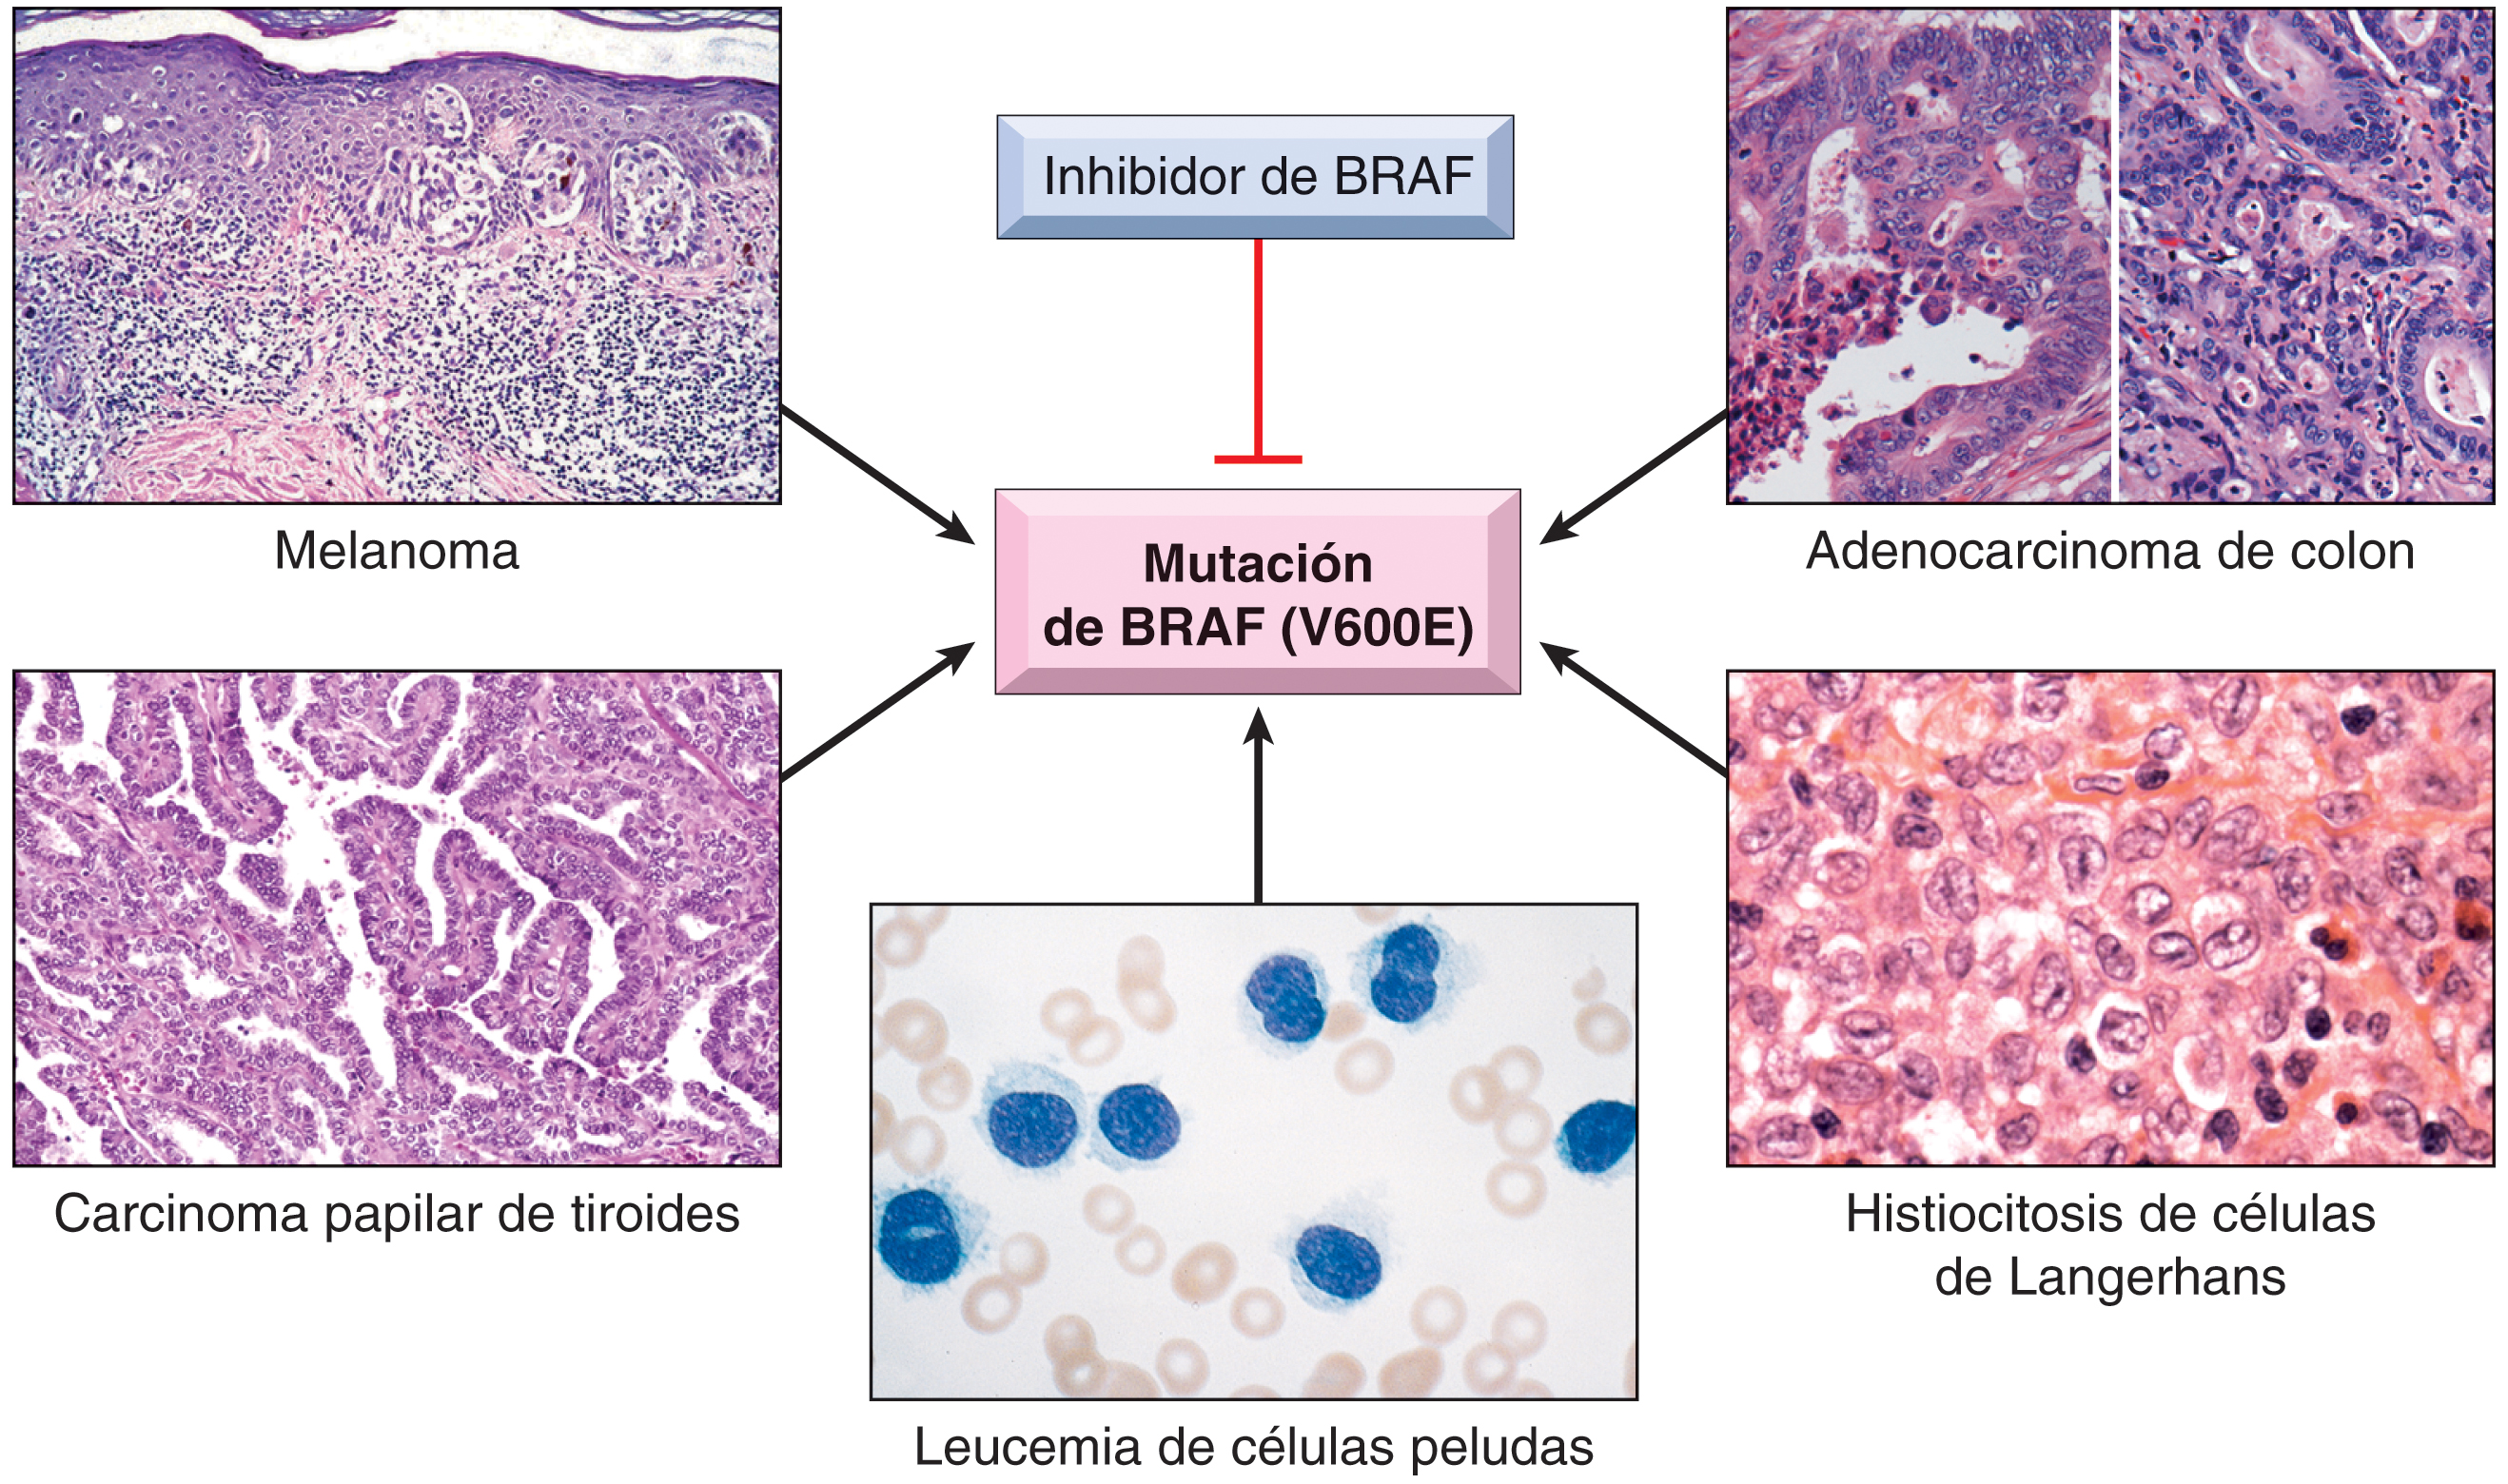 Inhibidor de BRAF
Melanoma
Adenocarcinoma de colon
Mutación
de BRAF (V600E)
Carcinoma papilar de tiroides
Histiocitosis de células
de Langerhans
Leucemia de células peludas